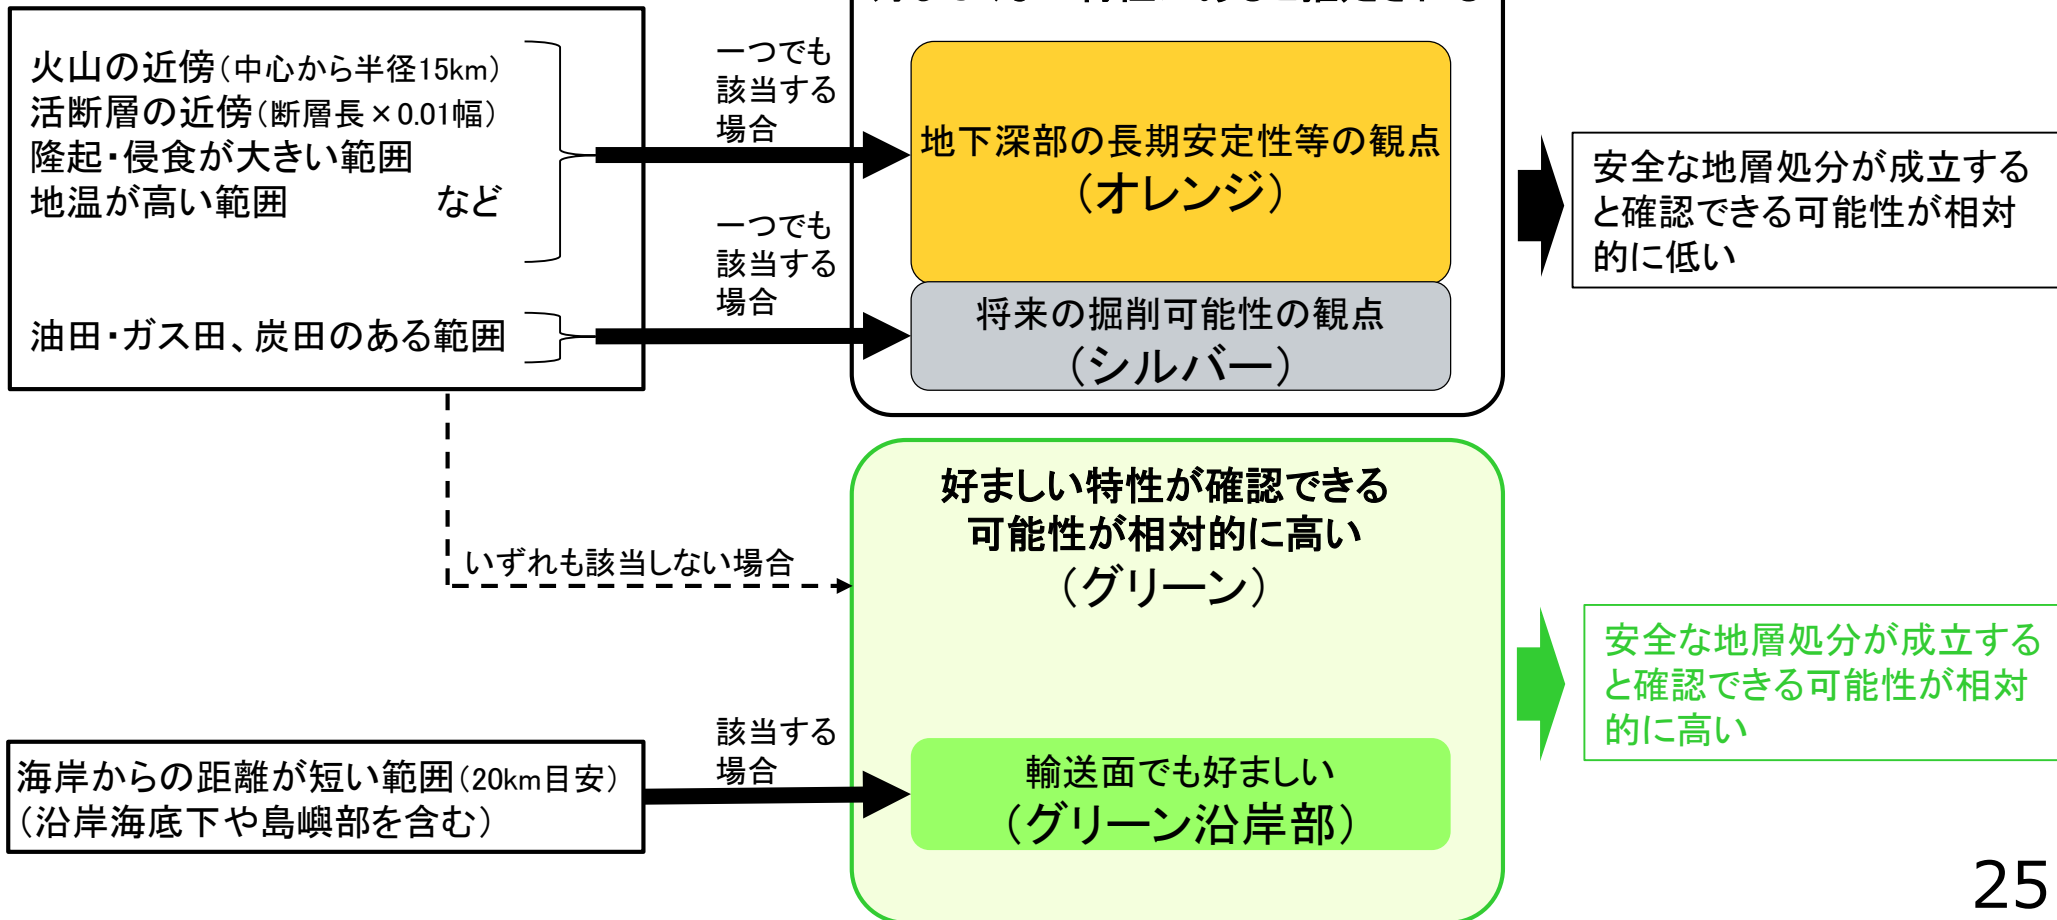 火山の近傍(中心から半径15km)
活断層の近傍(断層長×0.01幅)
隆起・侵食が大きい範囲
地温が高い範囲 など
油田・ガス田、炭田のある範囲
一つでも
該当する
場合
一つでも
該当する
場合
地下深部の長期安定性等の観点
(オレンジ)
将来の掘削可能性の観点
(シルバー)
安全な地層処分が成立する
と確認できる可能性が相対
的に低い
いずれも該当しない場合
好ましい特性が確認できる
可能性が相対的に高い
(グリーン)
安全な地層処分が成立する
と確認できる可能性が相対
的に高い
海岸からの距離が短い範囲(20km目安)
(沿岸海底下や島嶼部を含む)
該当する
場合
輸送面でも好ましい
(グリーン沿岸部)
25